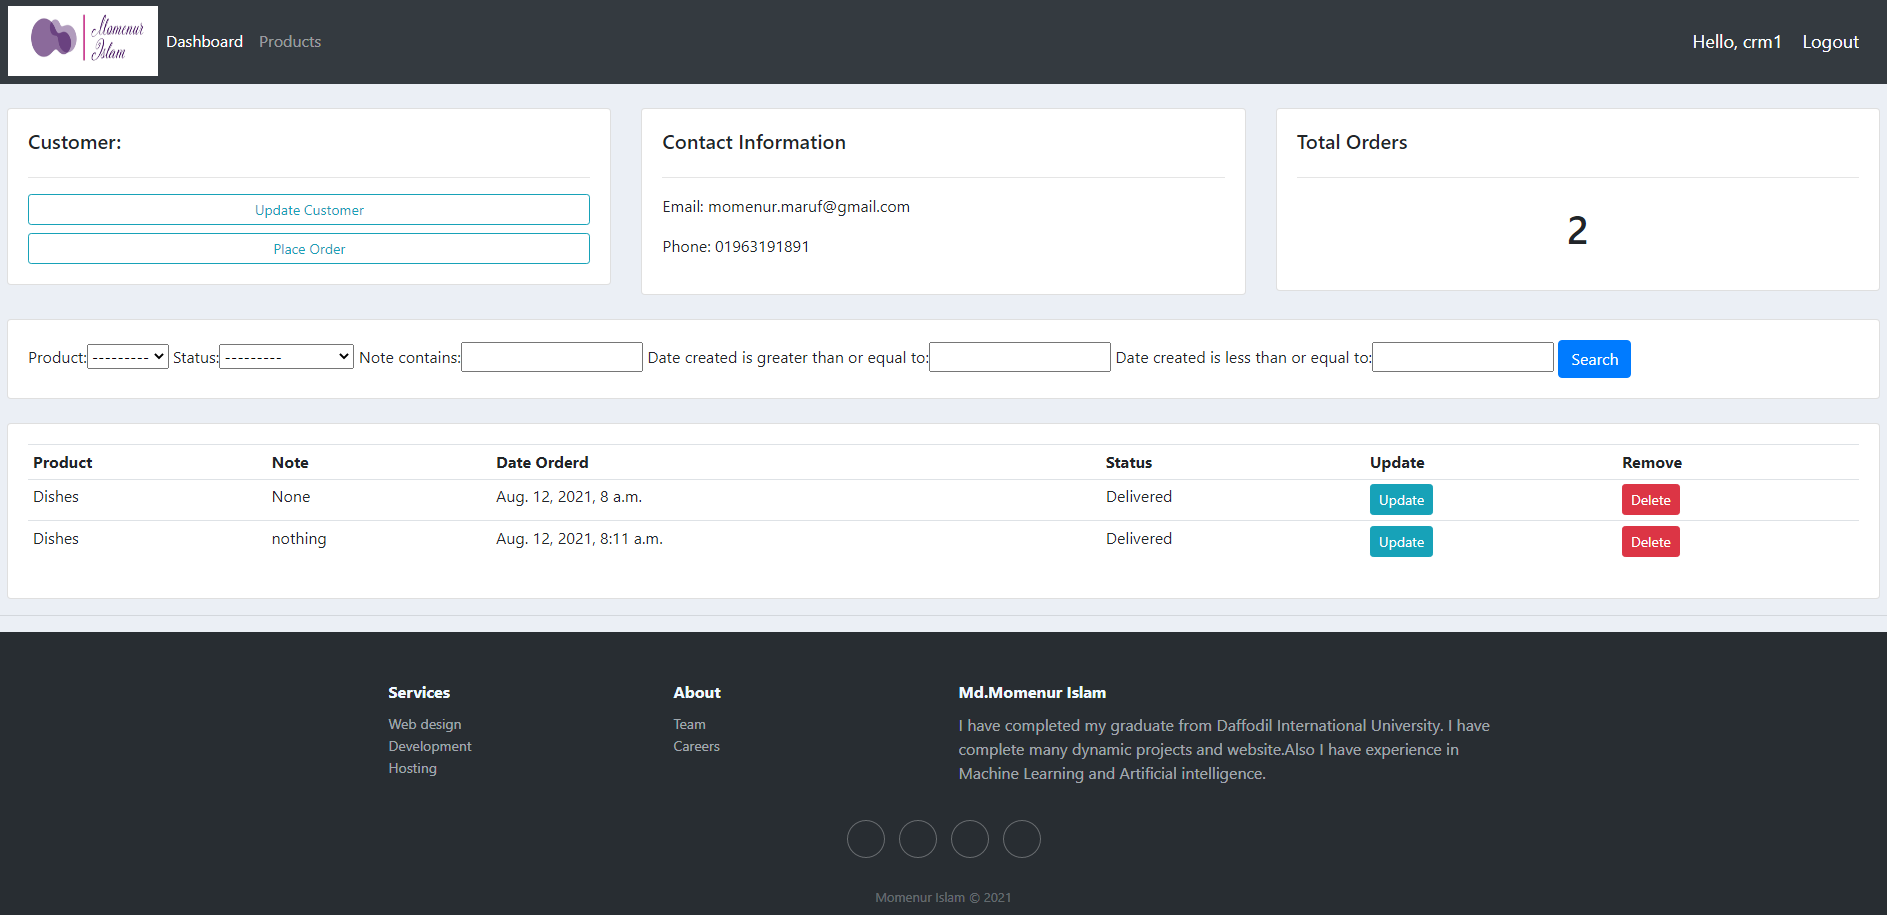 Momenur
Islam
Dashboard Products
Hello, crm1 Logout
Customer:
Update Customer
Place Order
Contact Information
Email: momenur.maruf@gmail.com
Phone: 01963191891
Total Orders
2
Product: --------- Status: --------- Note contains: Date created is greater than or equal to: Date created is less than or equal to: Search
Product Note Date Orderd Status Update Remove
Dishes None Aug. 12, 2021, 8 a.m. Delivered Update Delete
Dishes nothing Aug. 12, 2021, 8:11 a.m. Delivered Update Delete
Services
Web design
Development
Hosting
About
Team
Careers
Md.Momenur Islam
I have completed my graduate from Daffodil International University. I have
complete many dynamic projects and website.Also I have experience in
Machine Learning and Artificial intelligence.
Momenur Islam © 2021